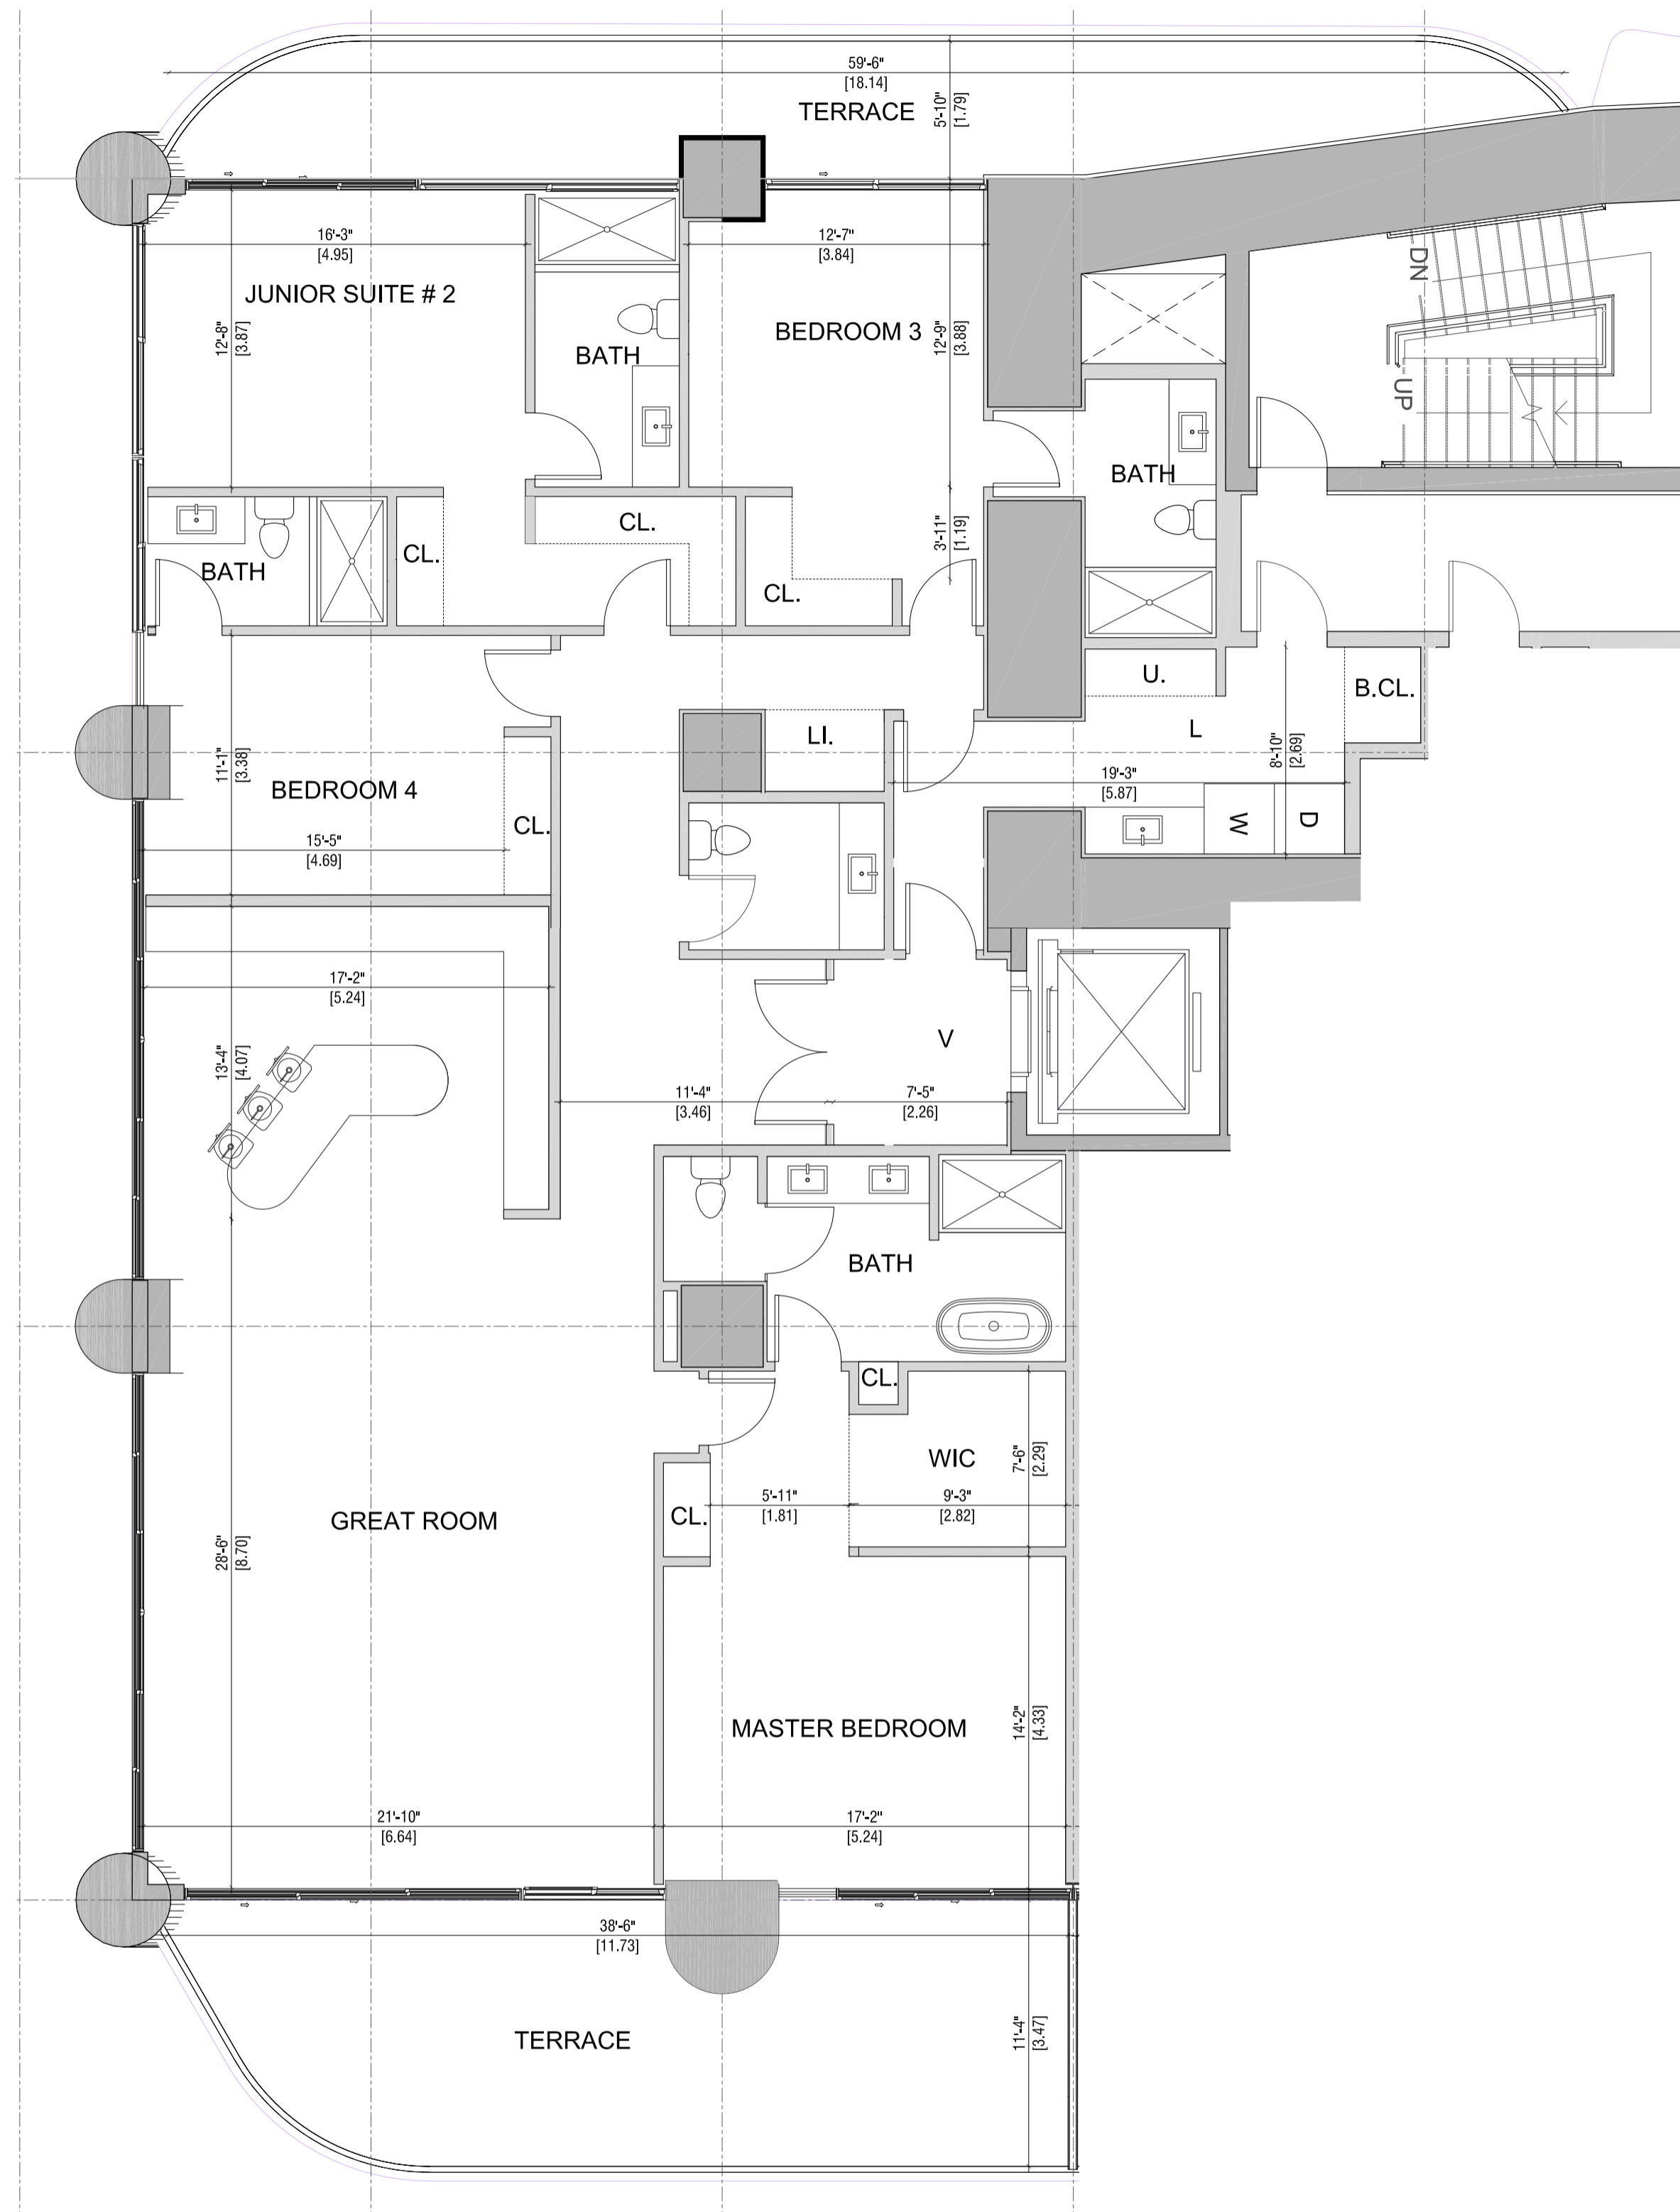 59'-6"
[18.14]
TERRACE
5'-10"
[1.79]
16'-3"
[4.95]
JUNIOR SUITE # 2
12'-8"
[3.87]
BATH
12'-7"
[3.84]
BEDROOM 3
12'-9"
[3.88]
DN
UP
BATH
CL.
CL.
BATH
3'-11"
[1.19]
CL.
U.
B.CL.
L
LI.
8'-10"
[2.69]
19'-3"
[5.87]
W
D
11'-1"
[3.38]
BEDROOM 4
CL.
15'-5"
[4.69]
17'-2"
[5.24]
13'-4"
[4.07]
V
11'-4"
[3.46]
7'-5"
[2.26]
BATH
CL.
WIC
7'-6"
[2.29]
5'-11"
[1.81]
9'-3"
[2.82]
CL.
GREAT ROOM
28'-6"
[8.70]
MASTER BEDROOM
14'-2"
[4.33]
21'-10"
[6.64]
17'-2"
[5.24]
38'-6"
[11.73]
TERRACE
11'-4"
[3.47]